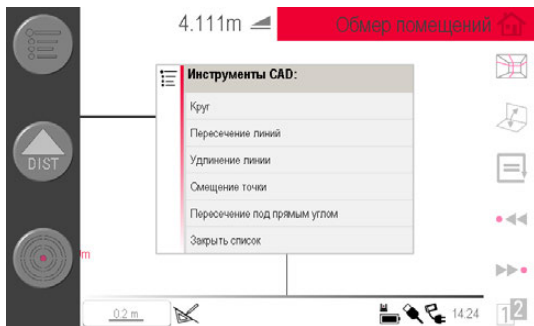 4.111m
Обмер помещений
Инструменты CAD:
Круг
Пересечение линий
Удлинение линии
Смещение точки
Пересечение под прямым углом
Закрыть список
DIST
m
0.2 m
14:24
1 2